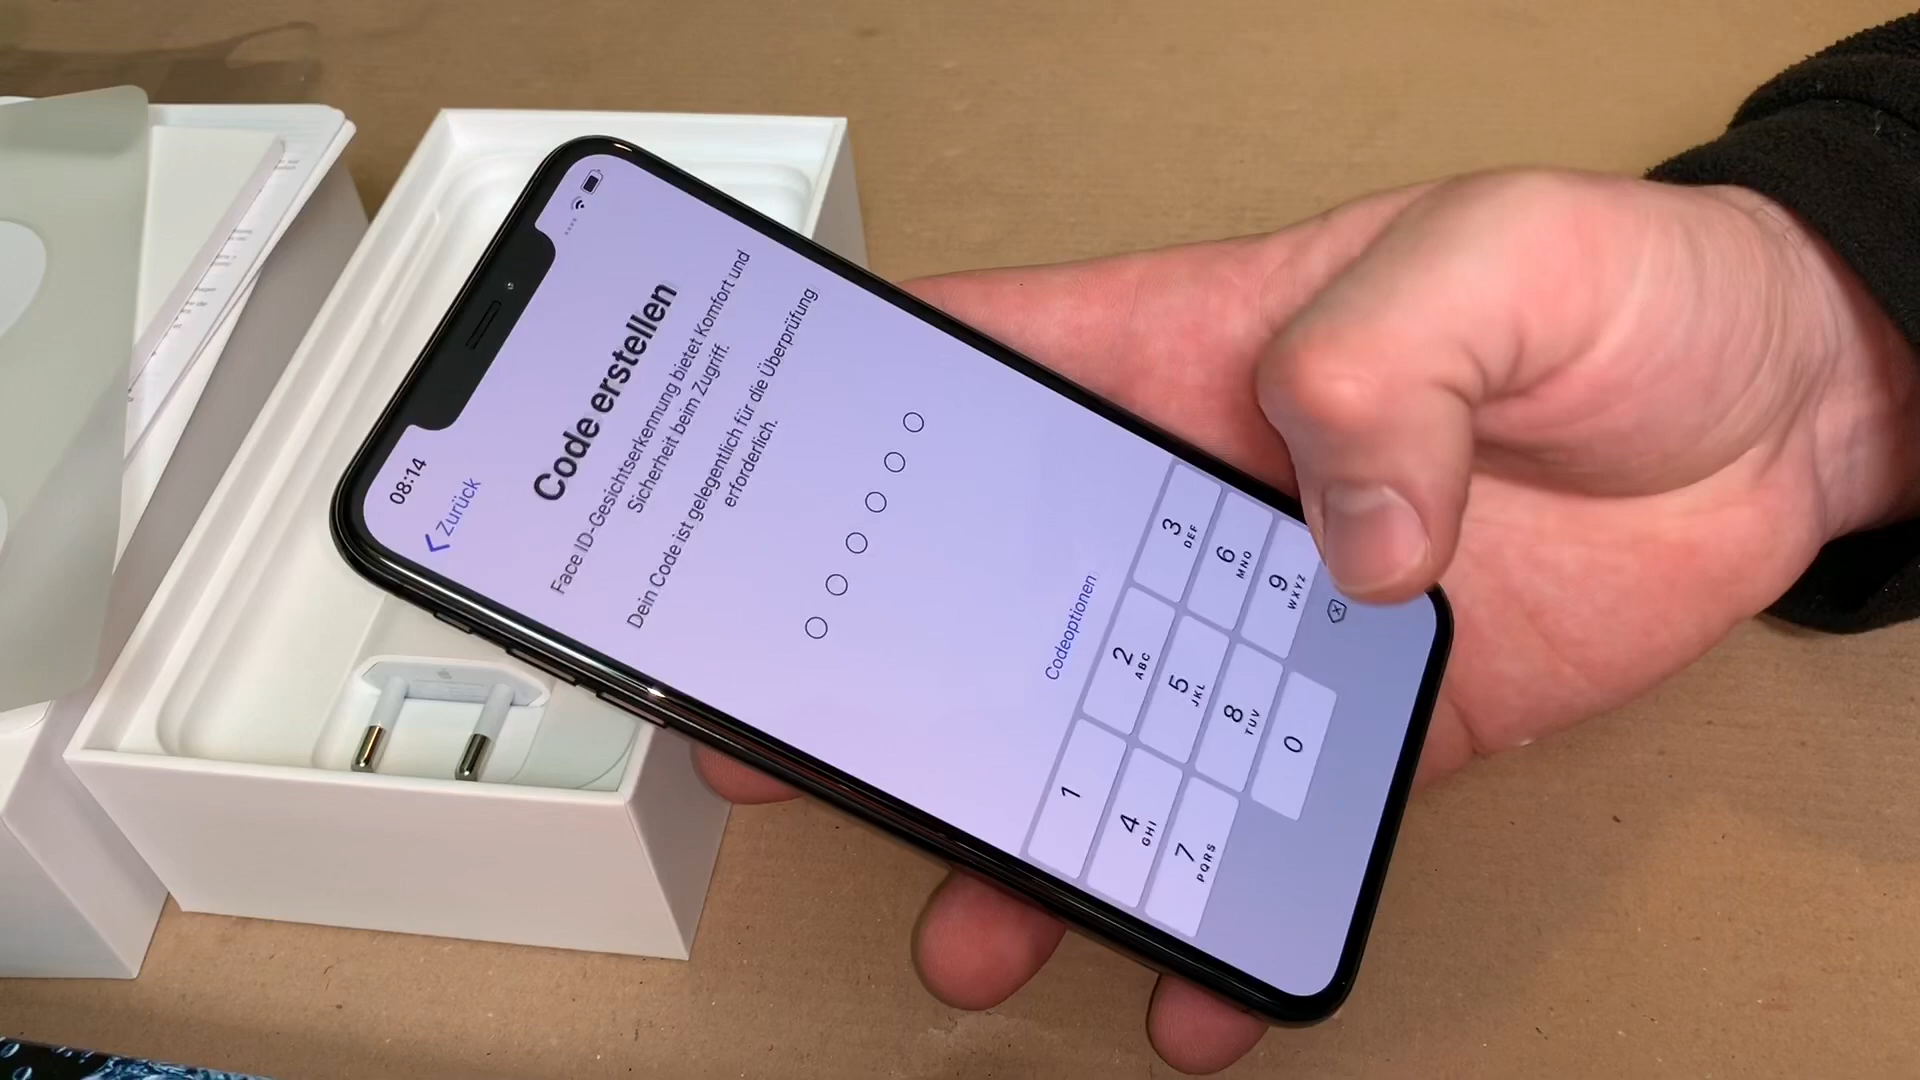 08:14
Zurück
Code erstellen
Face ID-Gesichtserkennung bietet Komfort und
Sicherheit beim Zugriff.
Dein Code ist gelegentlich für die Überprüfung
erforderlich.
Codeoptionen
1
2 ABC
3 DEF
4 GHI
5 JKL
6 MNO
7 PQRS
8 TUV
9 WXYZ
0